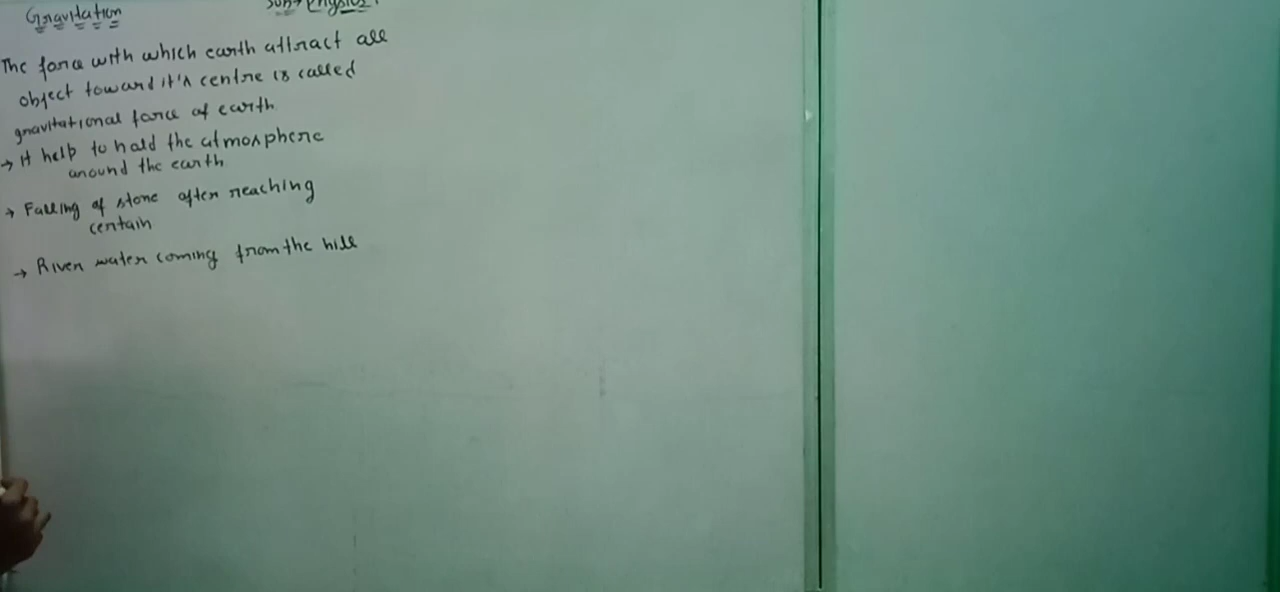 Gravitation
Sub → Physics.
The force with which earth attract all
object toward it's centre is called
gravitational force of earth
→ It help to hold the atmosphere
around the earth
→ Falling of stone after reaching
certain
→ River water coming from the hill